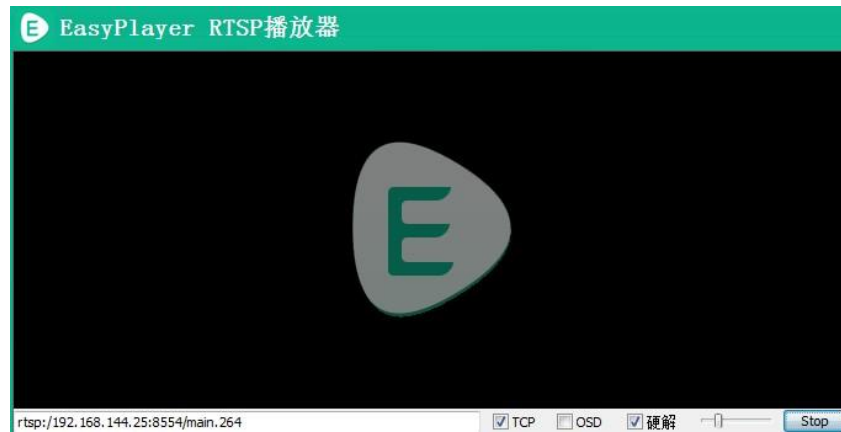 E EasyPlayer RTSP播放器
E
rtsp:/192.168.144.25:8554/main.264 TCP OSD 硬解 Stop